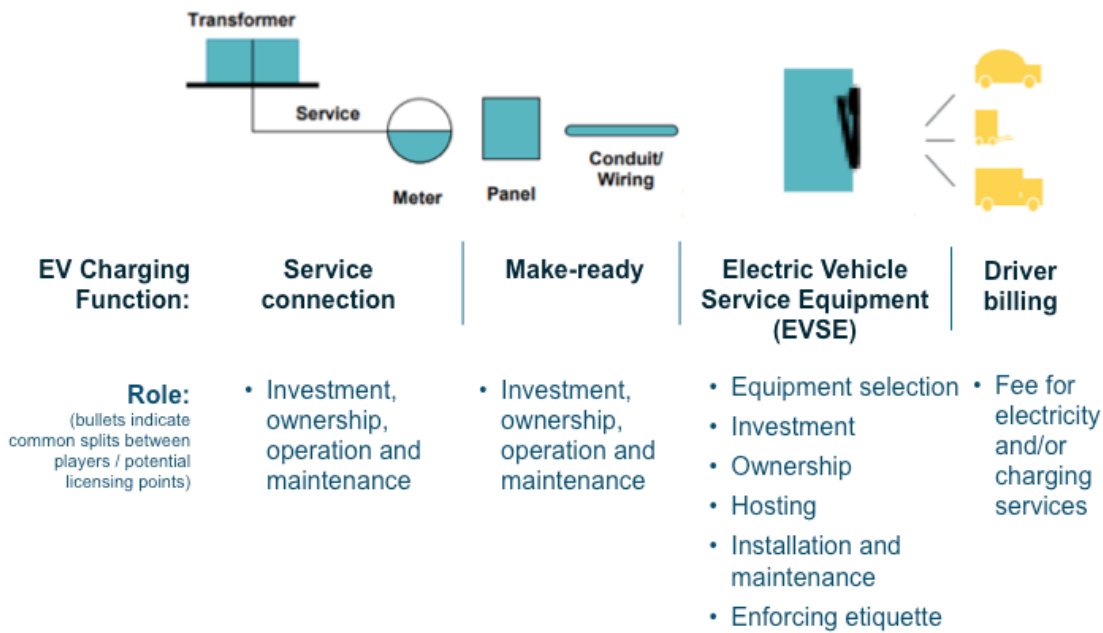 Transformer
Service
Meter
Panel
Conduit/
Wiring
EV Charging
Function:
Service
connection
Make-ready
Electric Vehicle
Service Equipment
(EVSE)
Driver
billing
Role:
(bullets indicate
common splits between
players / potential
licensing points)
• Investment,
ownership,
operation and
maintenance
• Investment,
ownership,
operation and
maintenance
• Equipment selection
• Investment
• Ownership
• Hosting
• Installation and
maintenance
• Enforcing etiquette
• Fee for
electricity
and/or
charging
services